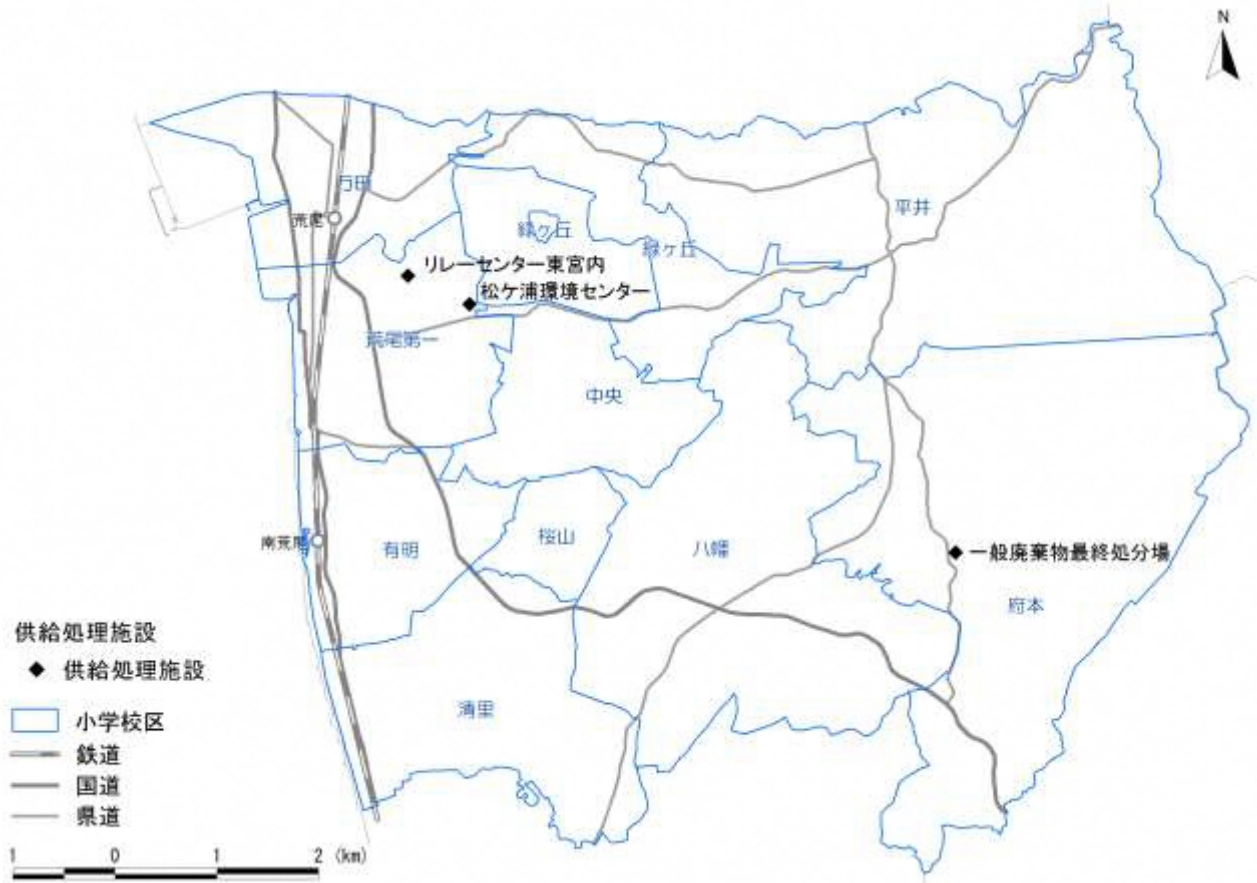 N
万田
荒尾
緑ヶ丘
緑ヶ丘
平井
リレーセンター東宮内
松ケ浦環境センター
荒尾第一
中央
南荒尾
有明
桜山
八幡
一般廃棄物最終処分場
府本
清里
供給処理施設
供給処理施設
小学校区
鉄道
国道
県道
1 0 1 2 (km)